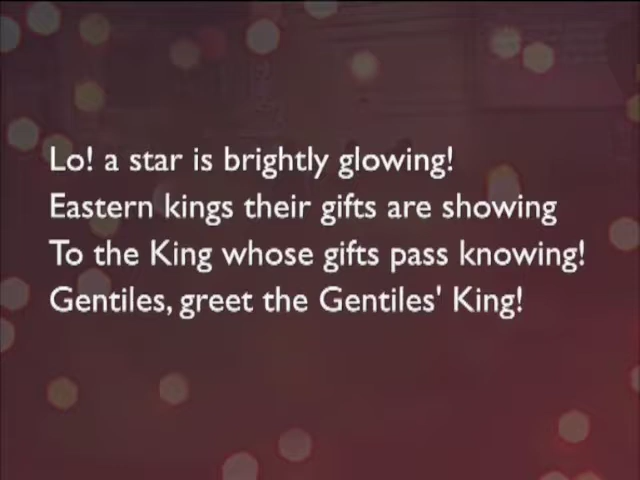 Lo! a star is brightly glowing!
Eastern kings their gifts are showing
To the King whose gifts pass knowing!
Gentiles, greet the Gentiles' King!